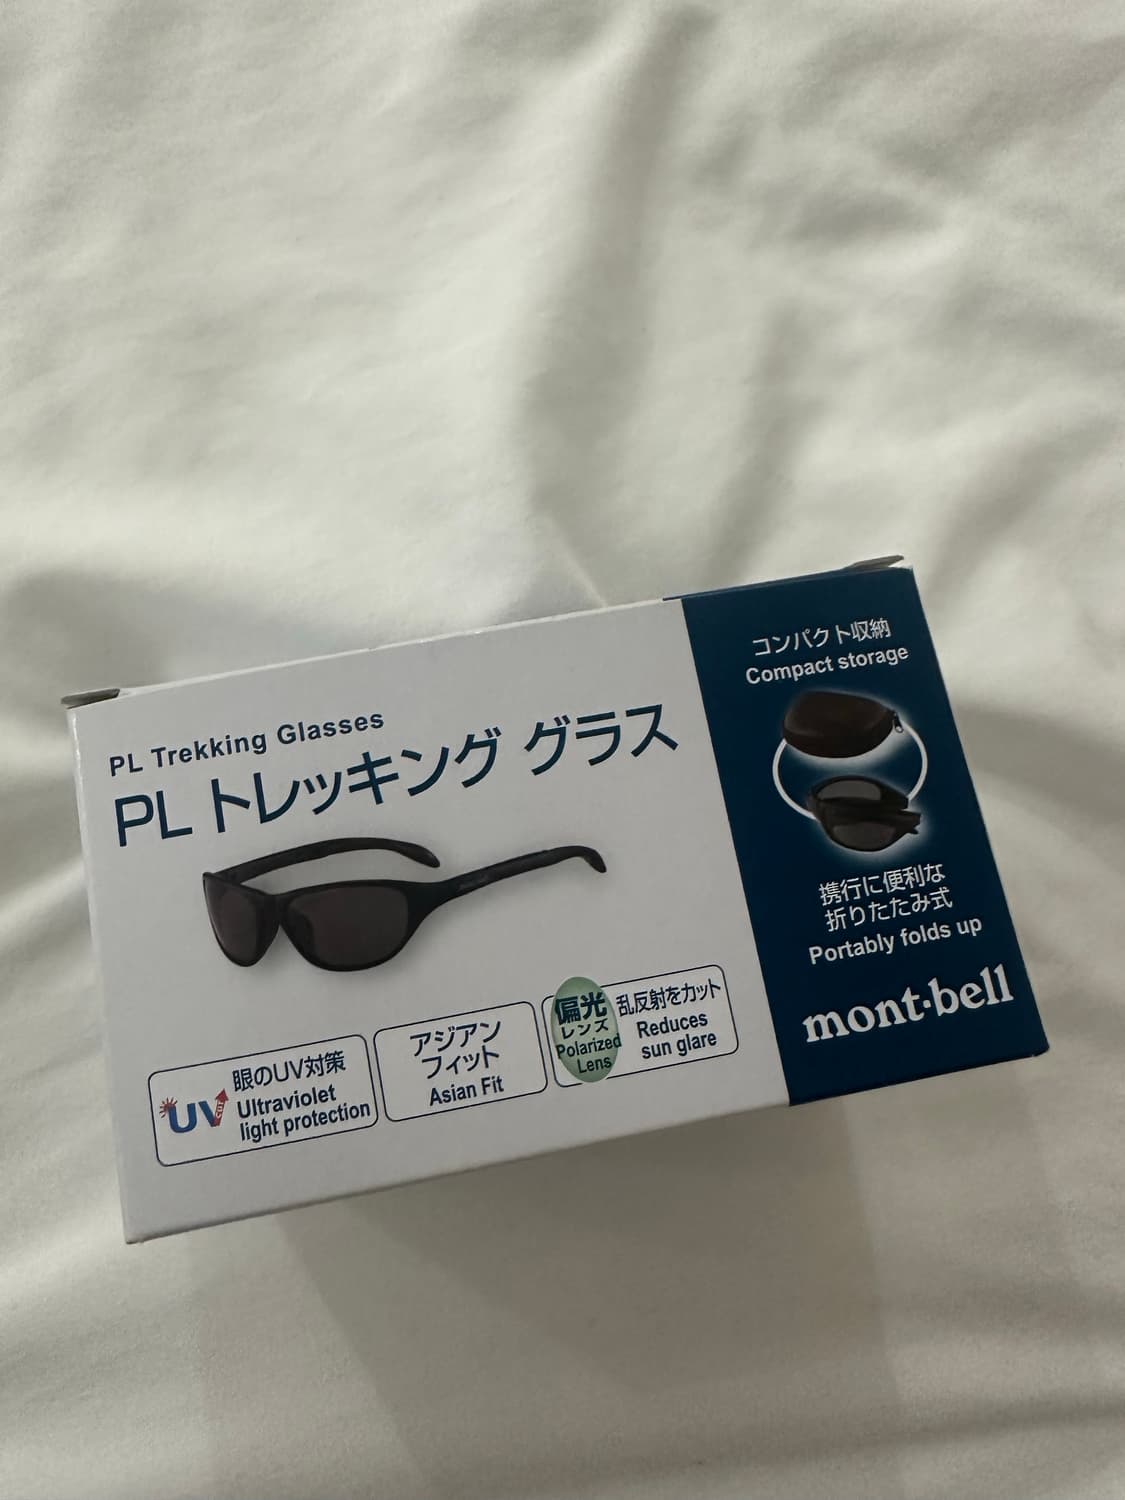 PL Trekking Glasses
PL トレッキング グラス
UV
cut
眼のUV対策
Ultraviolet
light protection
アジアン
フィット
Asian Fit
偏光
レンズ
Polarized
Lens
乱反射をカット
Reduces
sun glare
コンパクト収納
Compact storage
携行に便利な
折りたたみ式
Portably folds up
mont-bell